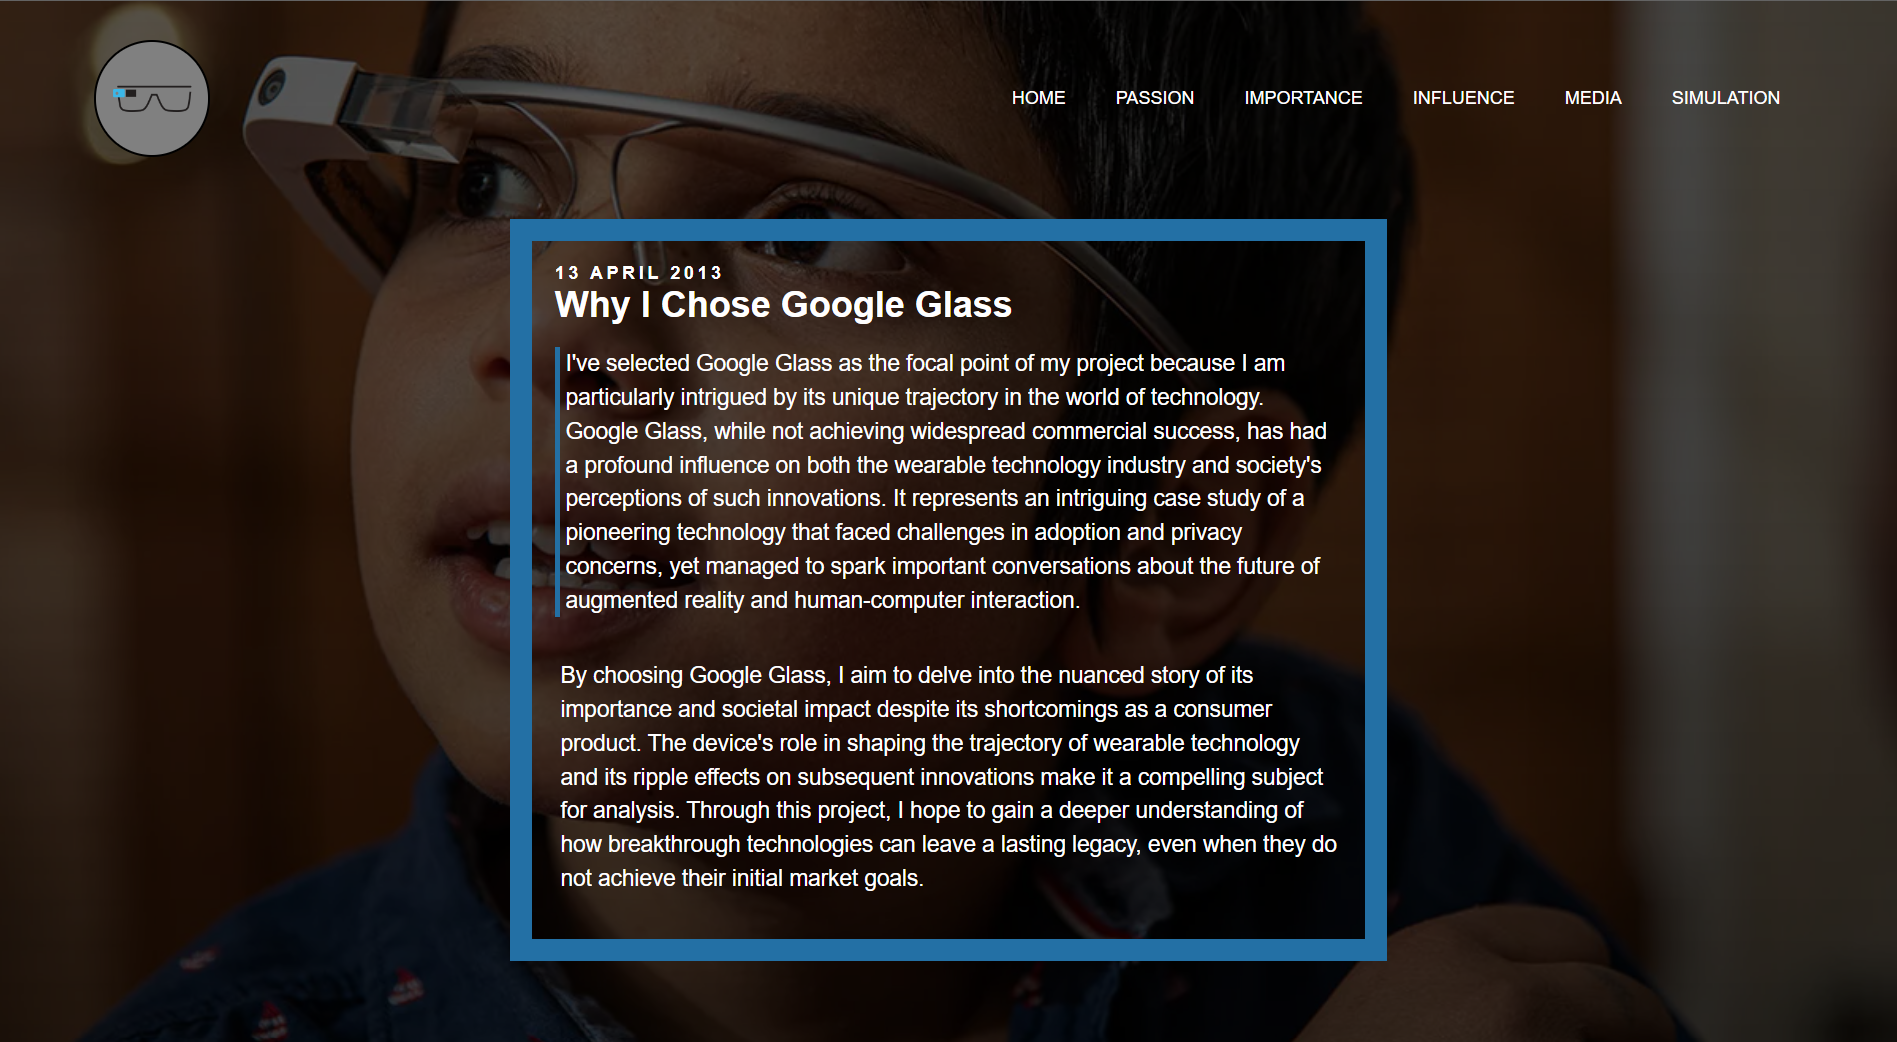 HOME PASSION IMPORTANCE INFLUENCE MEDIA SIMULATION
13 APRIL 2013
Why I Chose Google Glass
I've selected Google Glass as the focal point of my project because I am
particularly intrigued by its unique trajectory in the world of technology.
Google Glass, while not achieving widespread commercial success, has had
a profound influence on both the wearable technology industry and society's
perceptions of such innovations. It represents an intriguing case study of a
pioneering technology that faced challenges in adoption and privacy
concerns, yet managed to spark important conversations about the future of
augmented reality and human-computer interaction.
By choosing Google Glass, I aim to delve into the nuanced story of its
importance and societal impact despite its shortcomings as a consumer
product. The device's role in shaping the trajectory of wearable technology
and its ripple effects on subsequent innovations make it a compelling subject
for analysis. Through this project, I hope to gain a deeper understanding of
how breakthrough technologies can leave a lasting legacy, even when they do
not achieve their initial market goals.